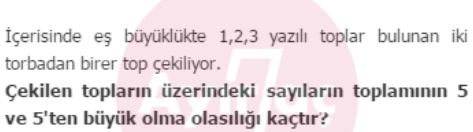 İçerisinde eş büyüklükte 1,2,3 yazılı toplar bulunan iki
torbadan birer top çekiliyor.
Çekilen topların üzerindeki sayıların toplamının 5
ve 5'ten büyük olma olasılığı kaçtır?